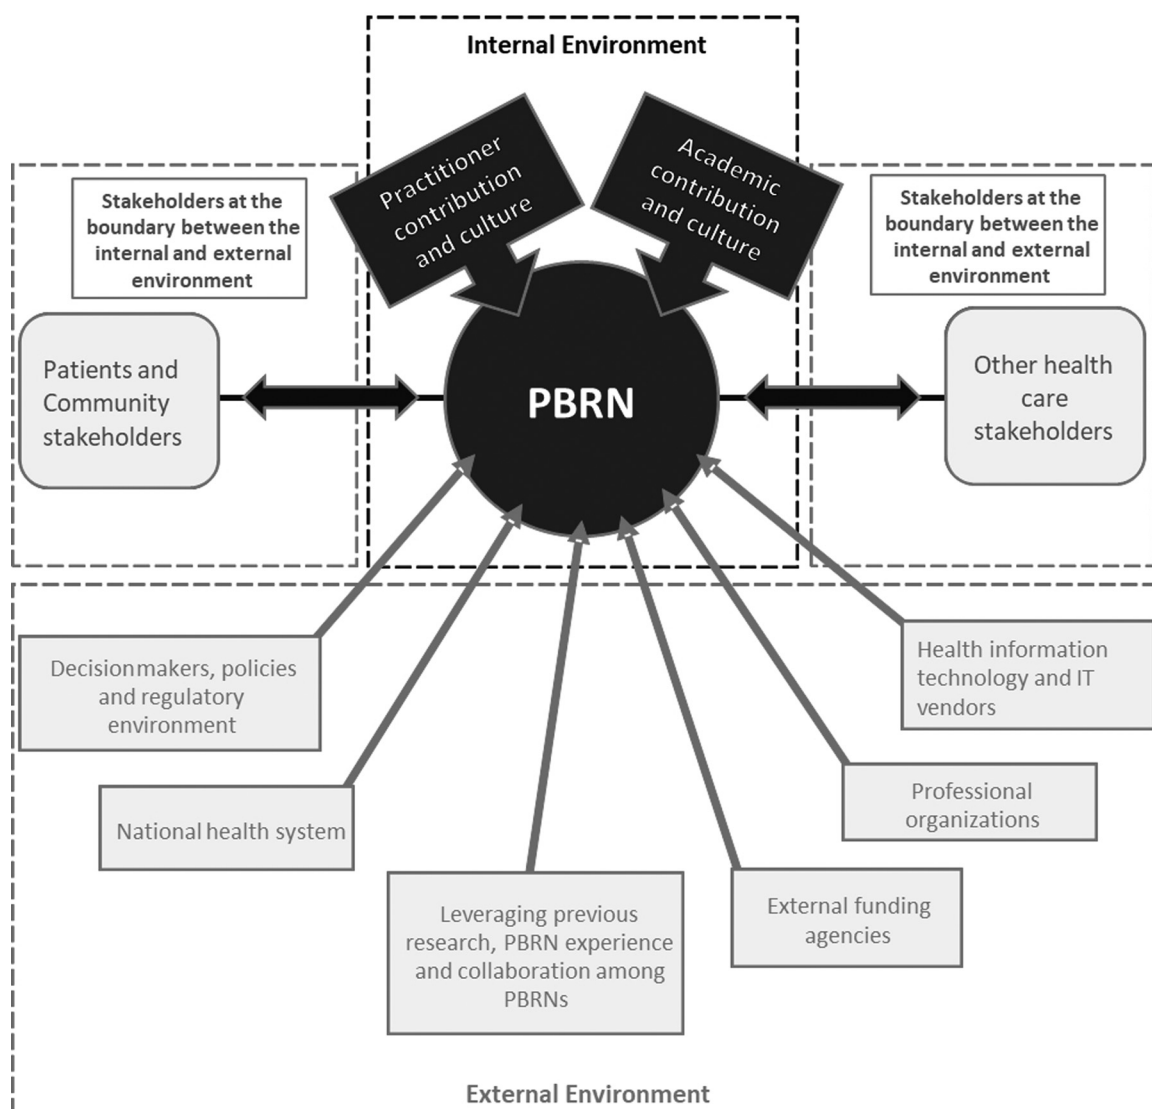 Internal Environment
Practitioner
contribution
and culture
Academic
contribution
and culture
Stakeholders at the
boundary between the
internal and external
environment
Stakeholders at the
boundary between the
internal and external
environment
Patients and
Community
stakeholders
PBRN
Other health
care
stakeholders
Decision makers, policies
and regulatory
environment
Health information
technology and IT
vendors
National health system
Professional
organizations
Leveraging previous
research, PBRN experience
and collaboration among
PBRNs
External funding
agencies
External Environment